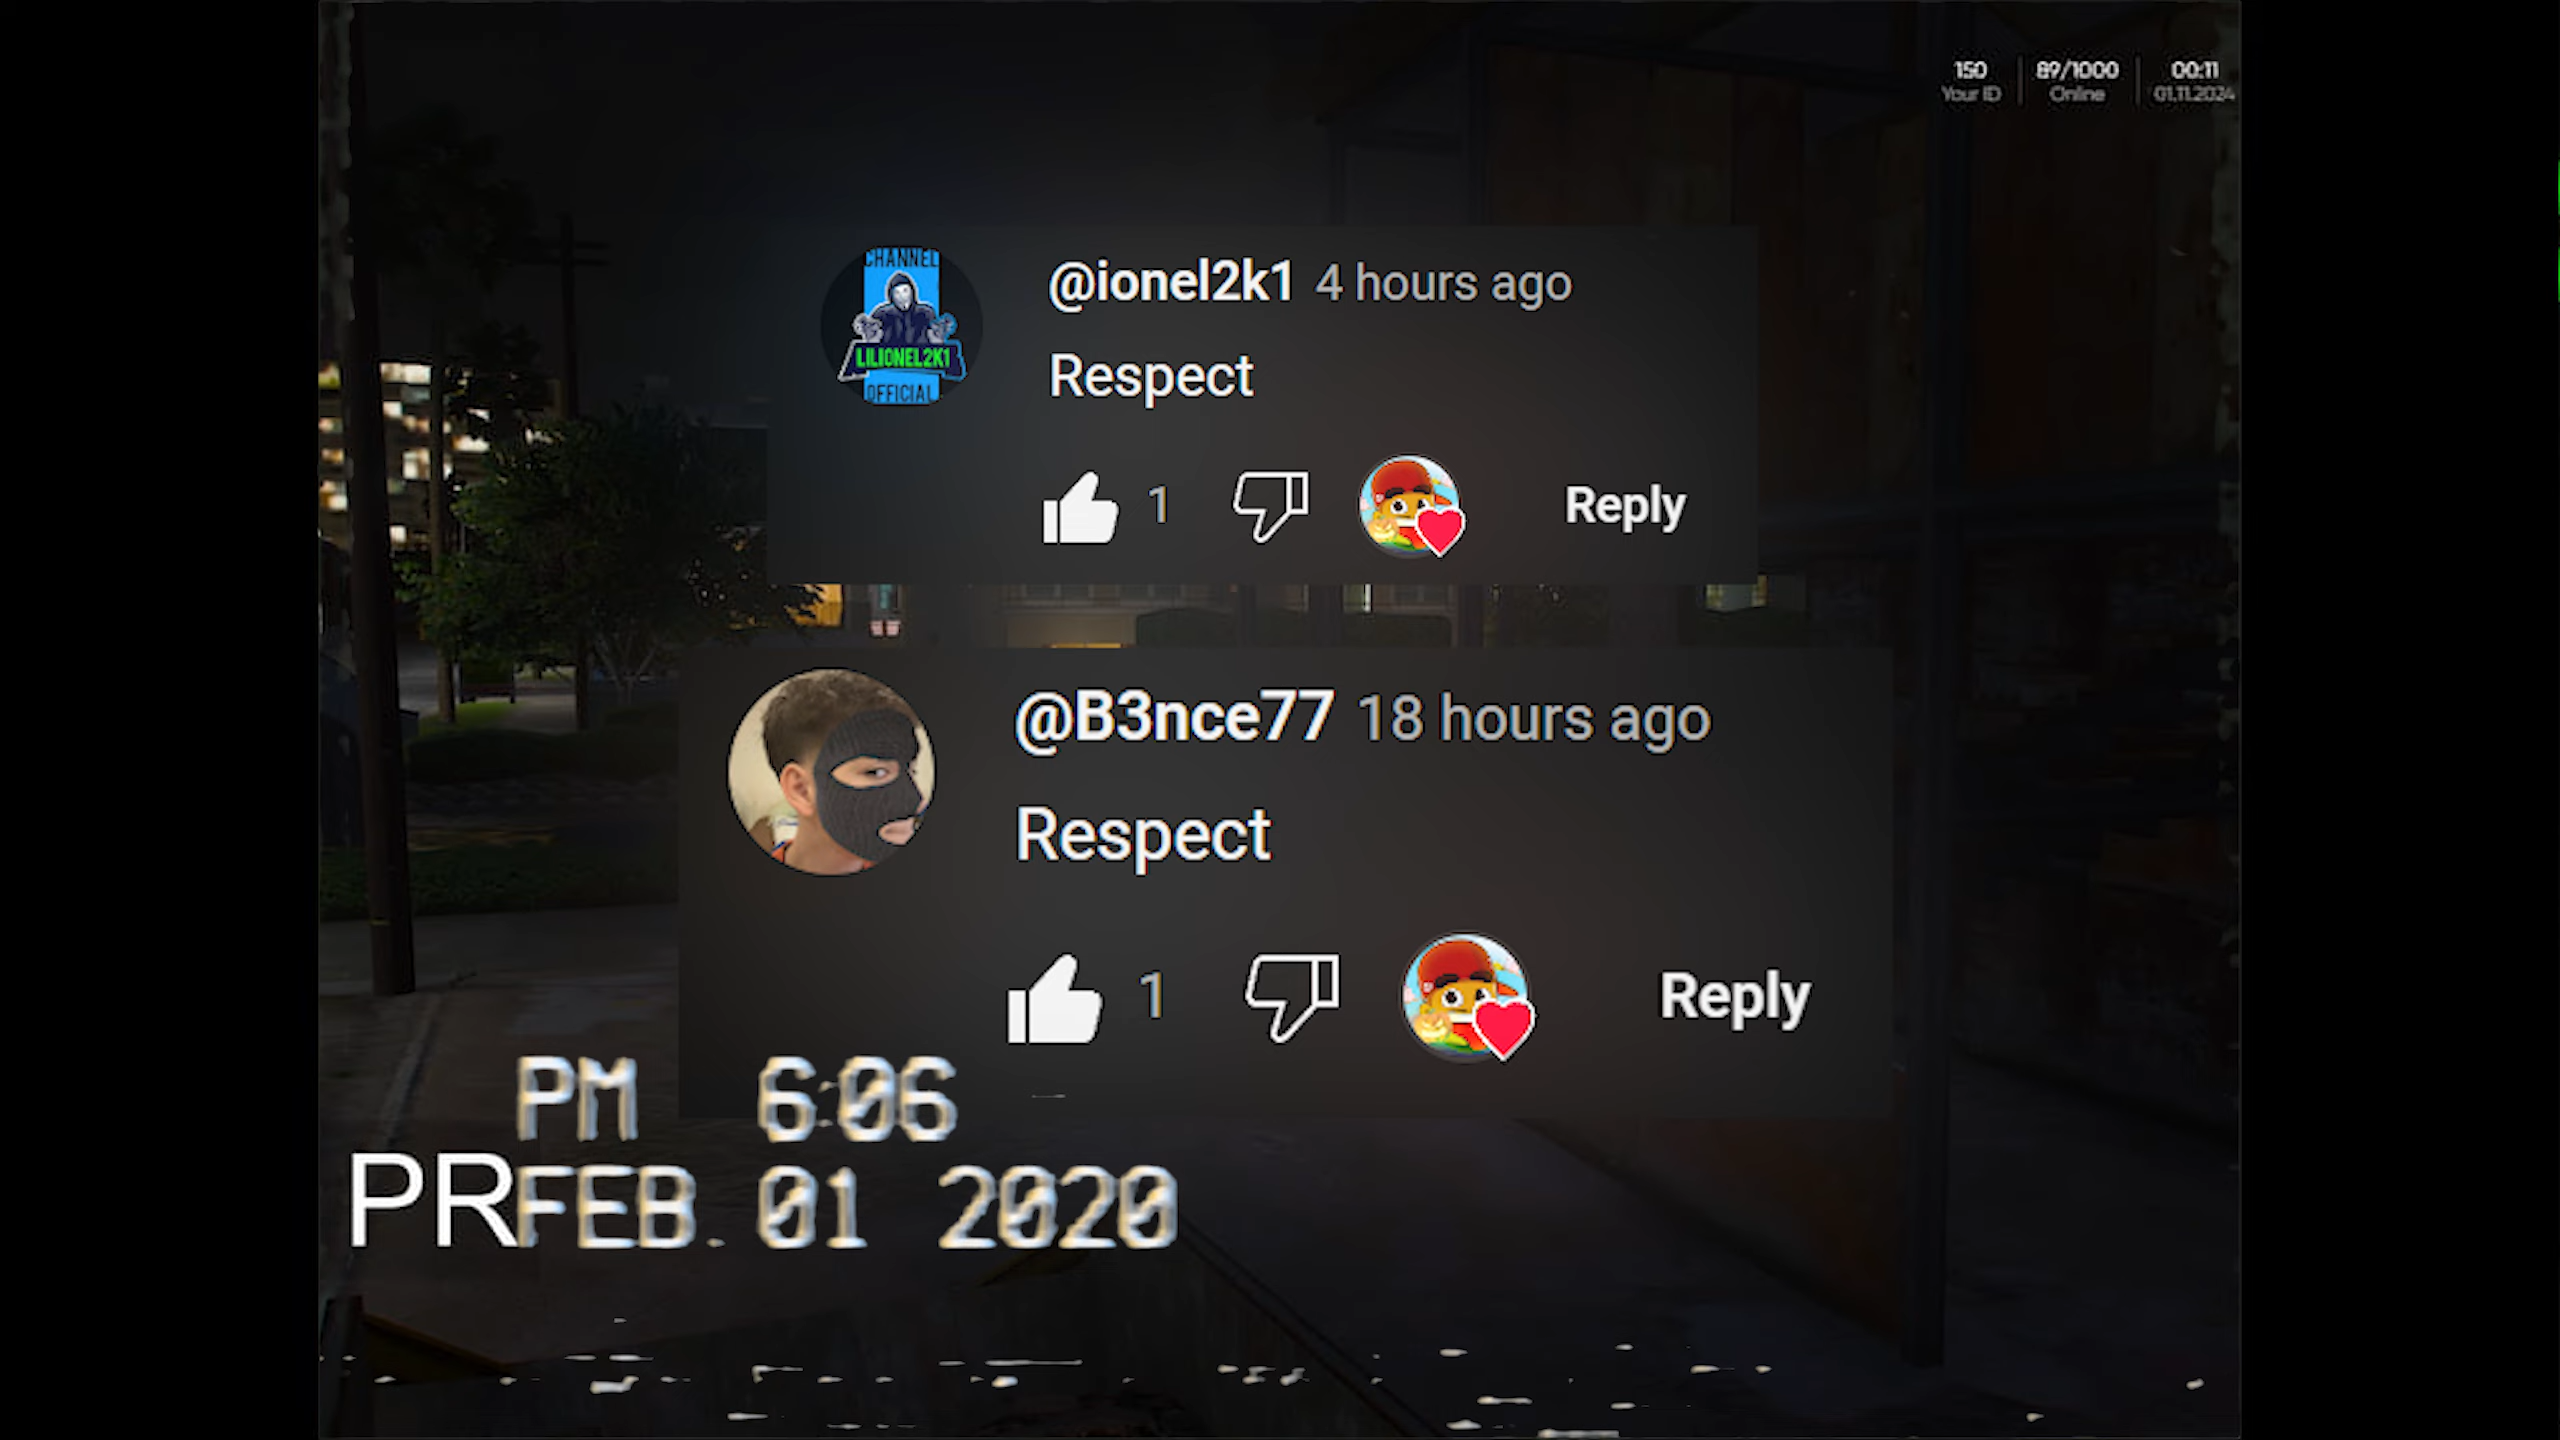 150 89/1000 00:11
Your ID Online 01.11.2024
CHANNEL
LILIONEL2K1
OFFICIAL
@ionel2k1 4 hours ago
Respect
1 Reply
@B3nce77 18 hours ago
Respect
1 Reply
PM 6:06
PR
FEB. 01 2020